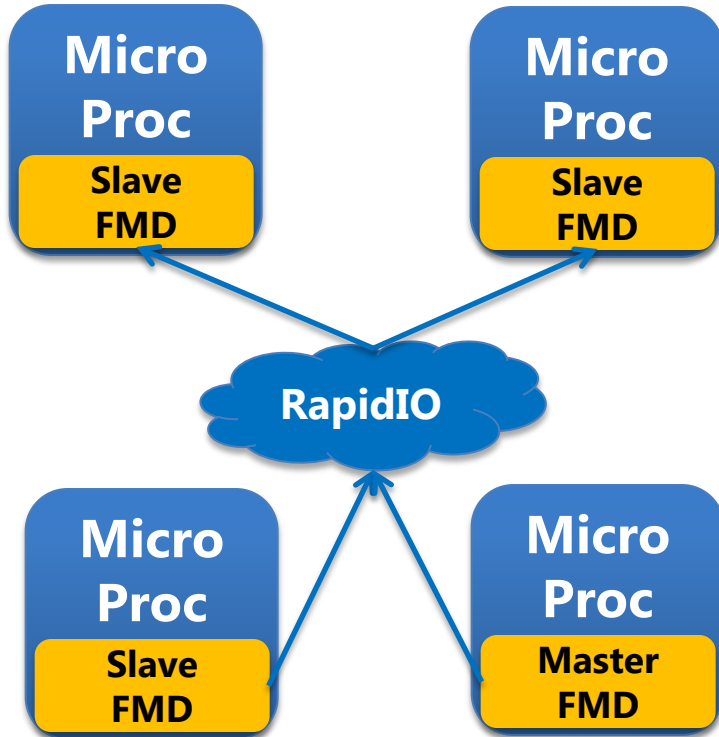 Micro
Proc
Slave
FMD
Micro
Proc
Slave
FMD
RapidIO
Micro
Proc
Slave
FMD
Micro
Proc
Master
FMD